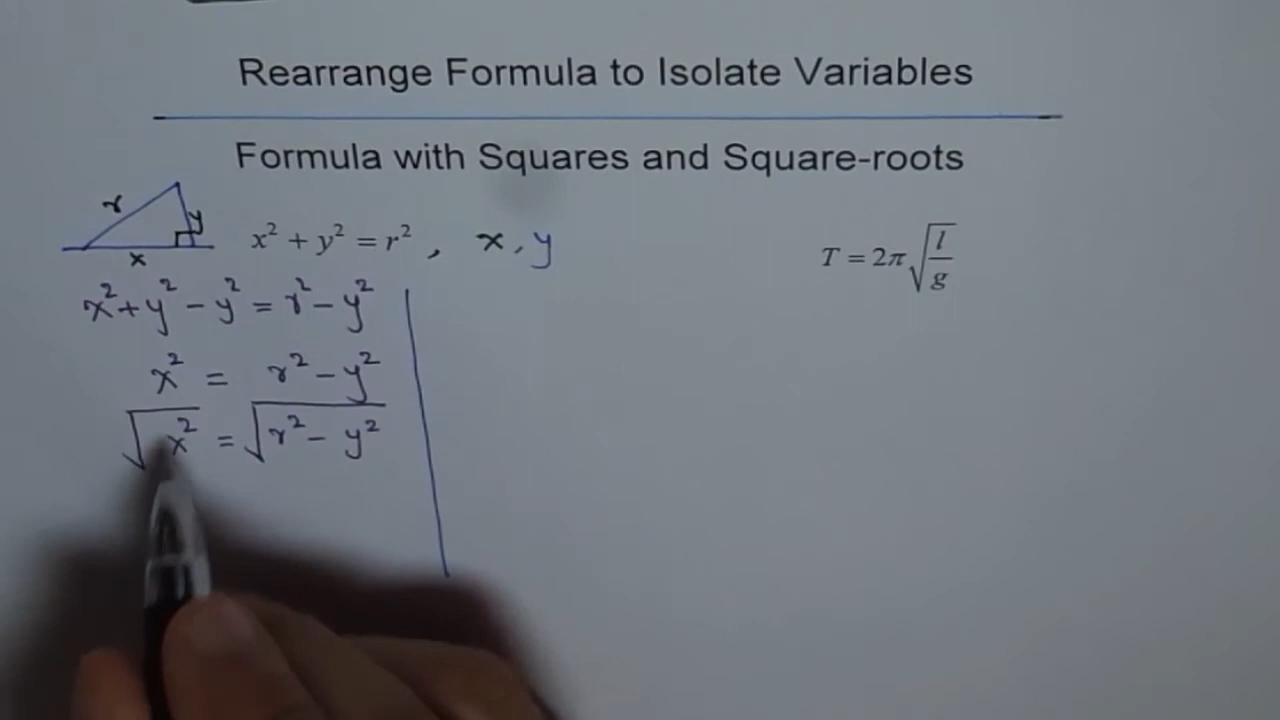 Rearrange Formula to Isolate Variables
Formula with Squares and Square-roots
r
y
x
x² + y² = r² , x, y
T = 2π√(l/g)
x² + y² − y² = r² − y²
x² = r² − y²
√x² = √r² − y²